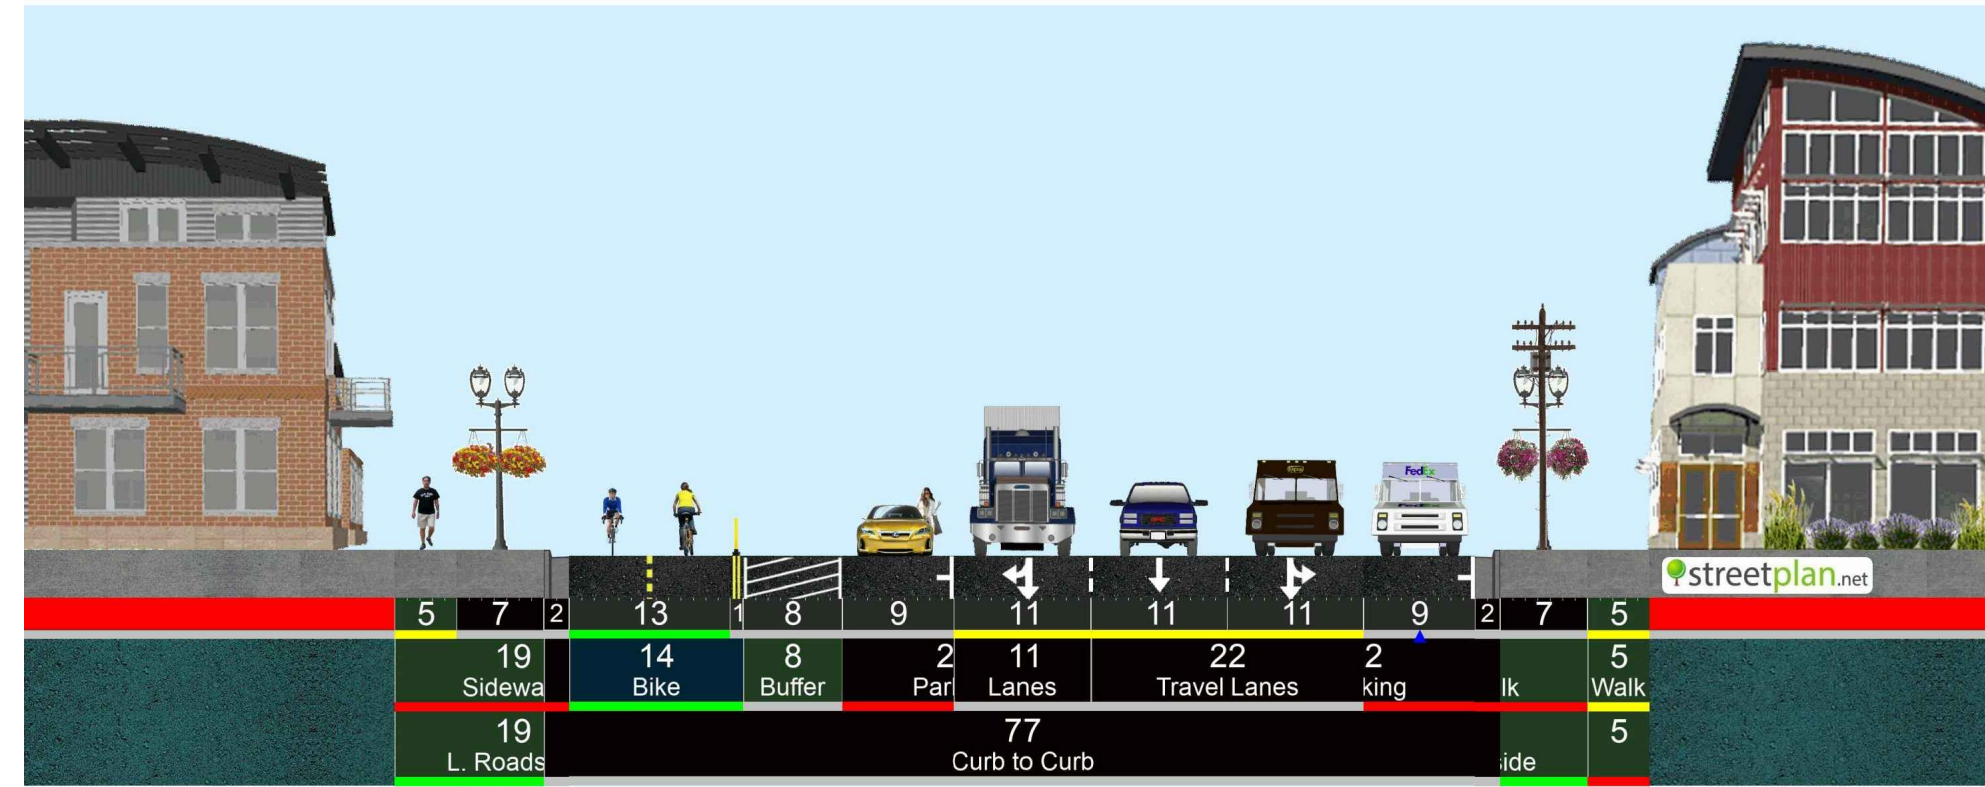 FedEx
streetplan.net
5 7 2 13 1 8 9 11 11 11 9 2 7 5
19 14 8 2 11 22 2 5
Sidewa Bike Buffer Par Lanes Travel Lanes king lk Walk
19 77 5
L. Roads Curb to Curb side